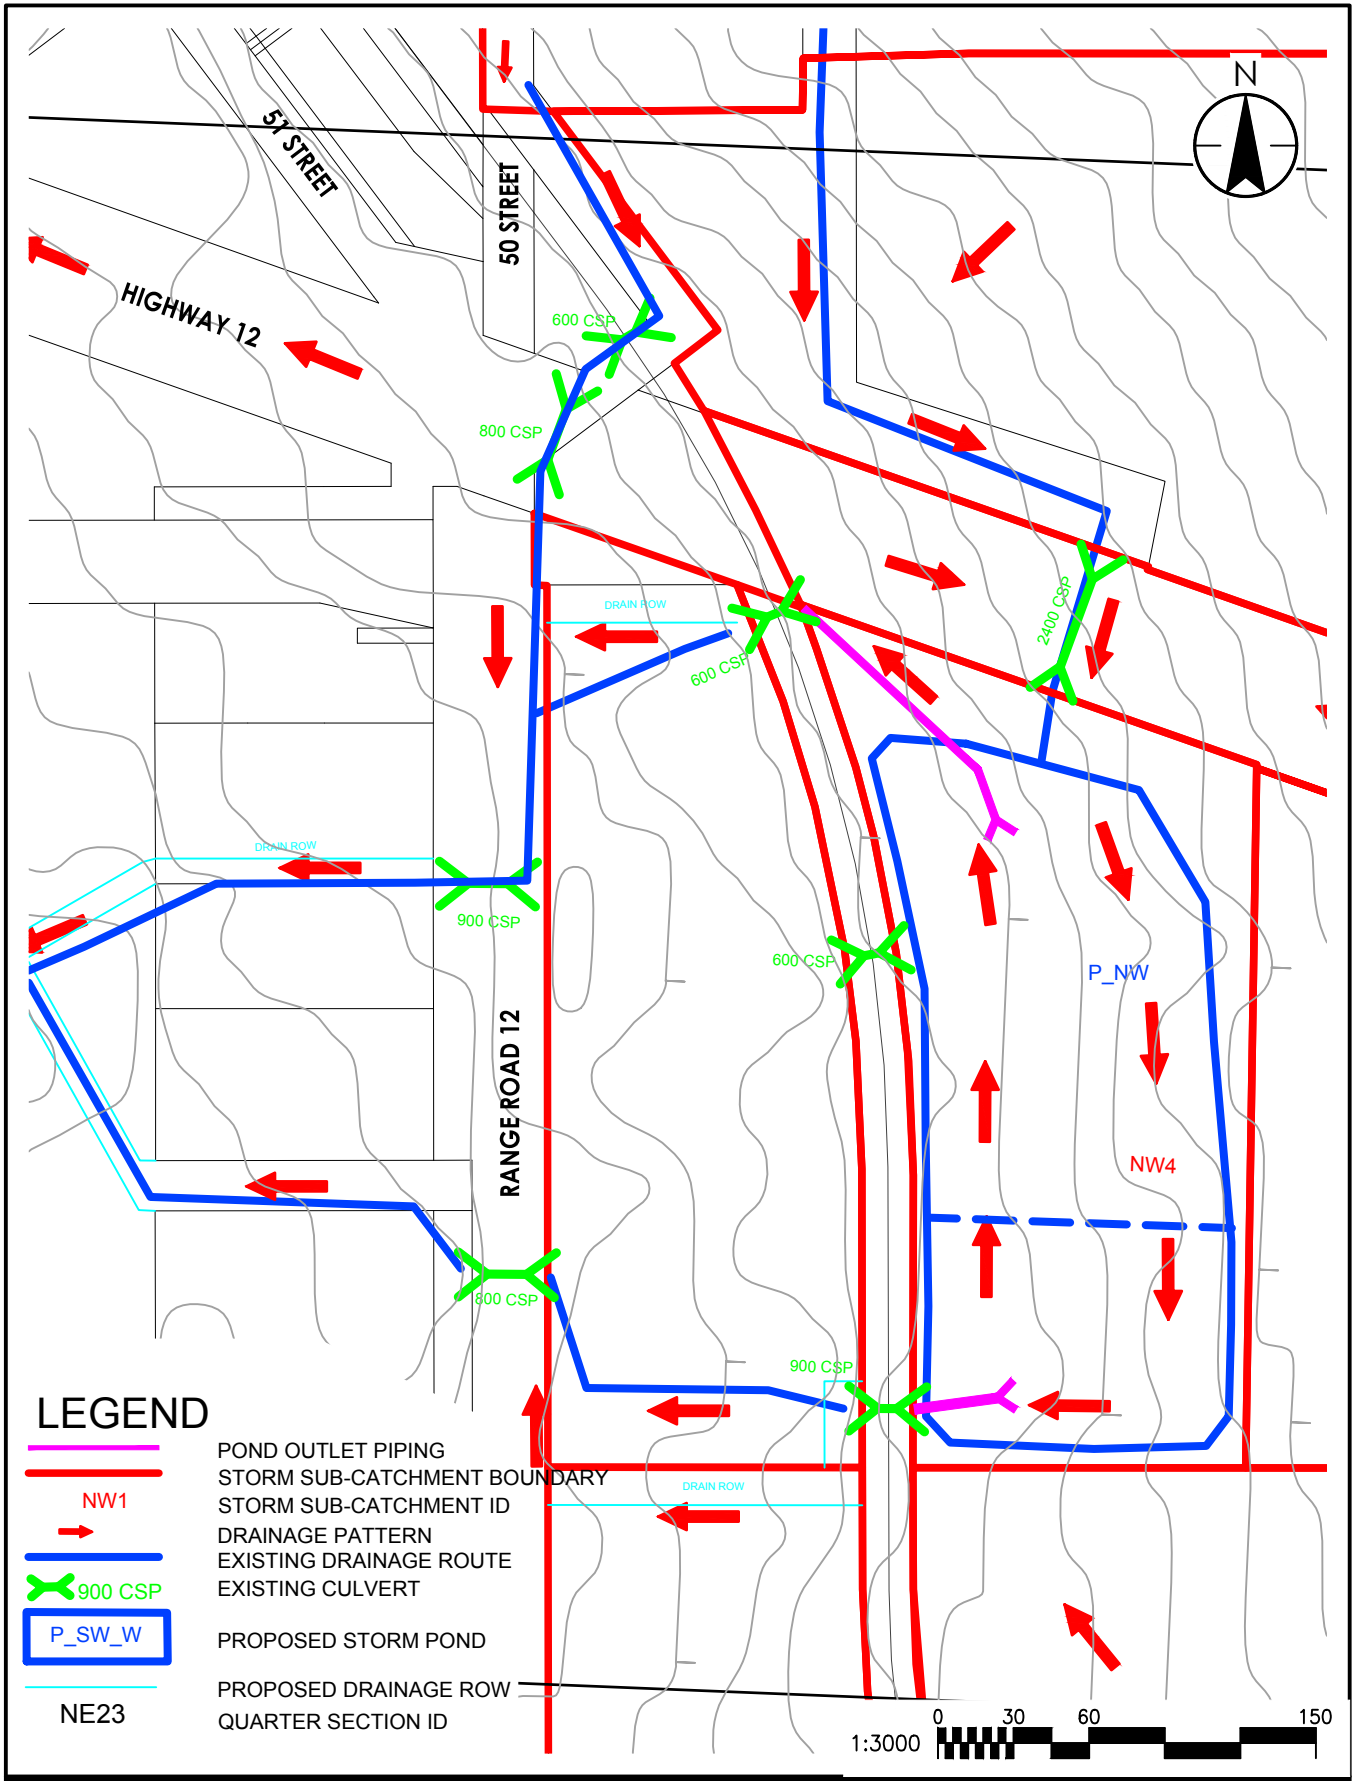 N
51 STREET
50 STREET
HIGHWAY 12
600 CSP
800 CSP
2400 CSP
DRAIN ROW
600 CSP
DRAIN ROW
900 CSP
600 CSP
P_NW
RANGE ROAD 12
NW4
800 CSP
900 CSP
DRAIN ROW
LEGEND
POND OUTLET PIPING
STORM SUB-CATCHMENT BOUNDARY
NW1 STORM SUB-CATCHMENT ID
DRAINAGE PATTERN
EXISTING DRAINAGE ROUTE
900 CSP EXISTING CULVERT
P_SW_W PROPOSED STORM POND
PROPOSED DRAINAGE ROW
NE23 QUARTER SECTION ID
0 30 60 150
1:3000